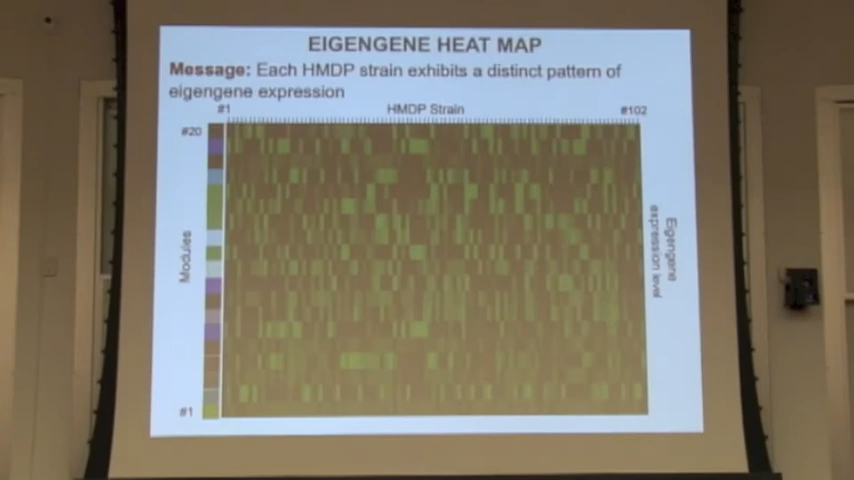 EIGENGENE HEAT MAP
Message: Each HMDP strain exhibits a distinct pattern of
eigengene expression
#1 HMDP Strain #102
#20
Modules
#1
Eigengene
expression level